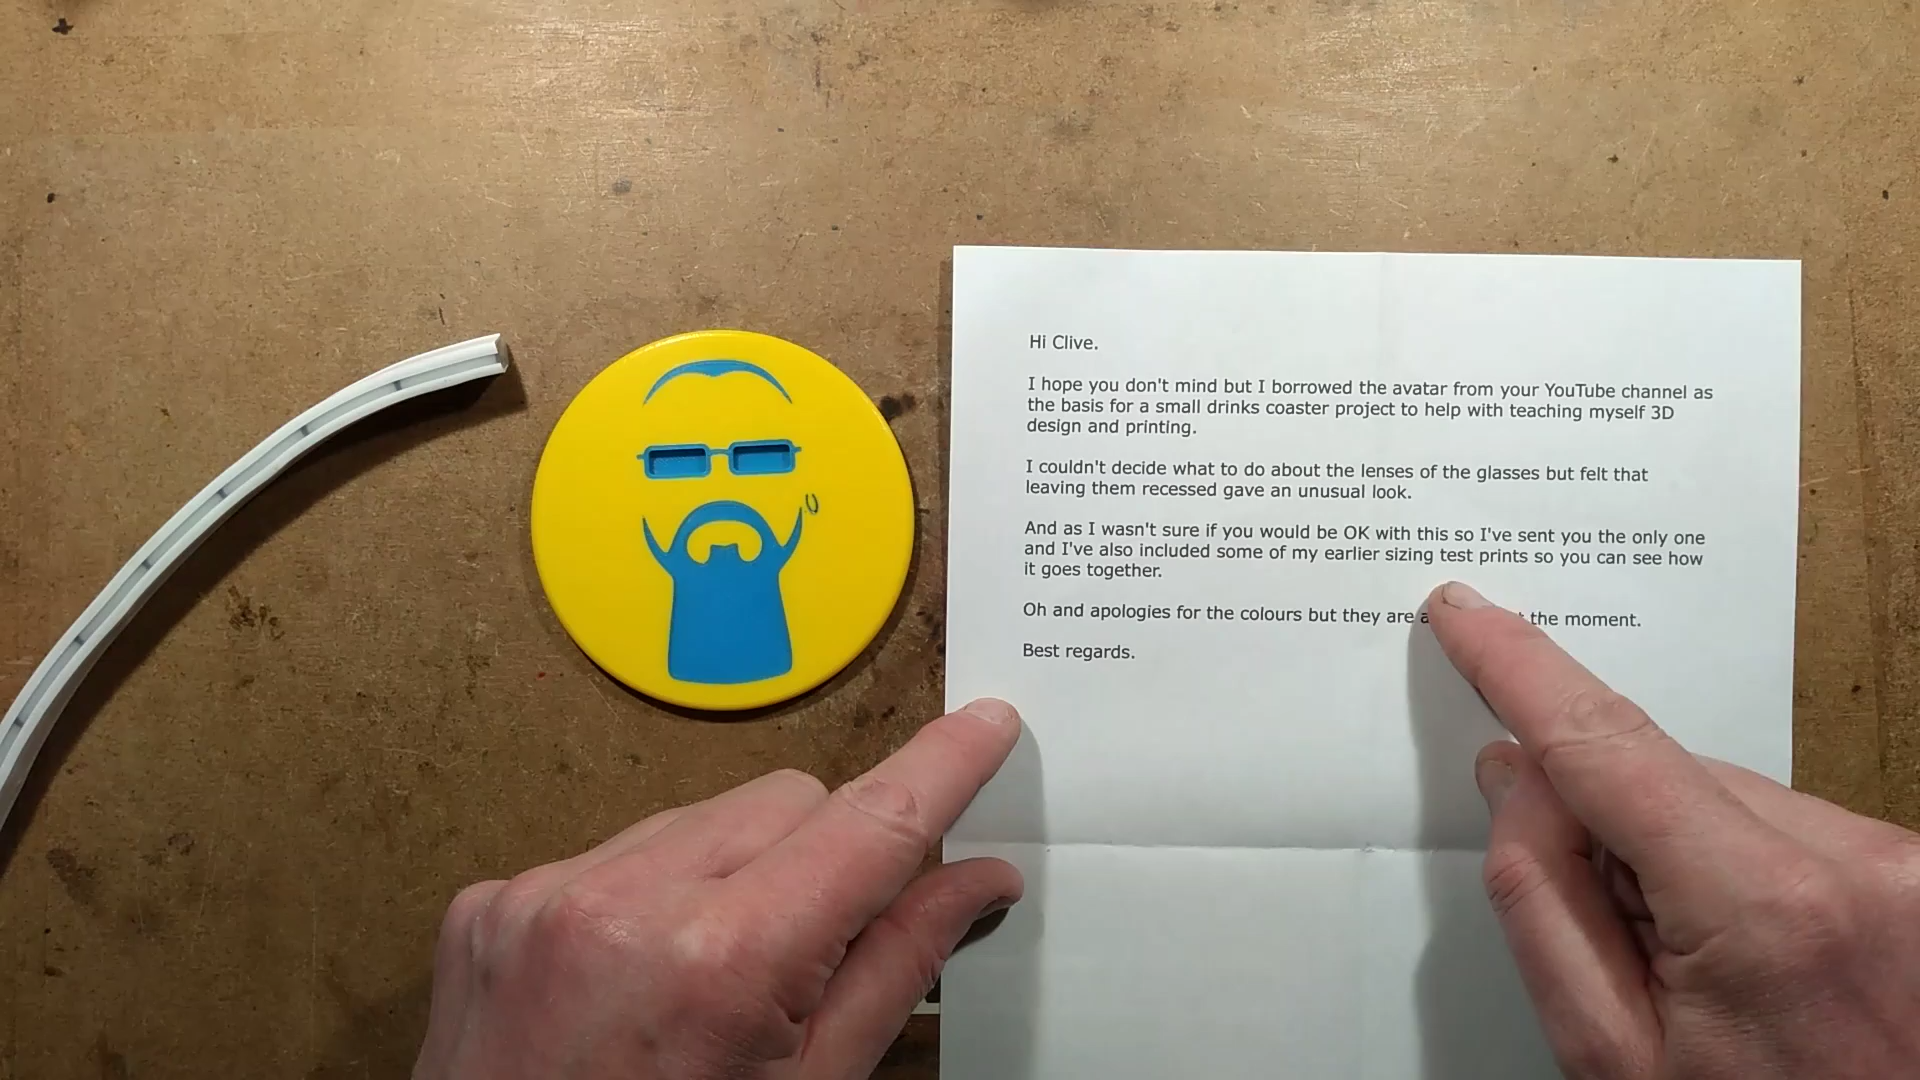 Hi Clive.
I hope you don't mind but I borrowed the avatar from your YouTube channel as
the basis for a small drinks coaster project to help with teaching myself 3D
design and printing.
I couldn't decide what to do about the lenses of the glasses but felt that
leaving them recessed gave an unusual look.
And as I wasn't sure if you would be OK with this so I've sent you the only one
and I've also included some of my earlier sizing test prints so you can see how
it goes together.
Oh and apologies for the colours but they are the moment.
Best regards.